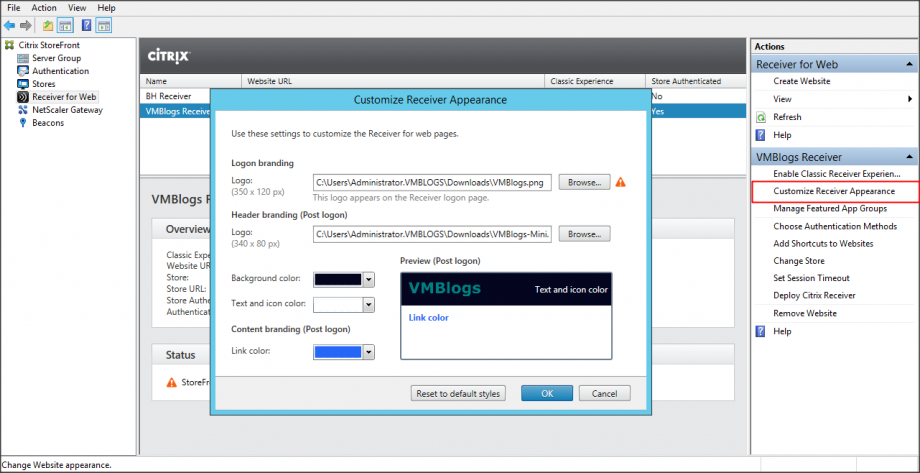 File Action View Window Help
Citrix StoreFront
Server Group
Authentication
Stores
Receiver for Web
NetScaler Gateway
Beacons
CITRIX
Name Website URL Classic Experience Store Authenticated
BH Receiver No
VMBlogs Receive Yes
VMBlogs R
Overview
Classic Expe
Website UR
Store:
Store URL:
Store Authe
Authenticat
Status
StoreFro
Customize Receiver Appearance
Use these settings to customize the Receiver for web pages.
Logon branding
Logo: C:\Users\Administrator.VMBLOGS\Downloads\VMBlogs.png Browse...
(350 x 120 px) This logo appears on the Receiver logon page.
Header branding (Post logon)
Logo: C:\Users\Administrator.VMBLOGS\Downloads\VMBlogs-Mini. Browse...
(340 x 80 px)
Preview (Post logon)
Background color:
Text and icon color:
VMBlogs Text and icon color
Link color
Content branding (Post logon)
Link color:
Reset to default styles OK Cancel
Actions
Receiver for Web
Create Website
View
Refresh
Help
VMBlogs Receiver
Enable Classic Receiver Experien...
Customize Receiver Appearance
Manage Featured App Groups
Choose Authentication Methods
Add Shortcuts to Websites
Change Store
Set Session Timeout
Deploy Citrix Receiver
Remove Website
Help
Change Website appearance.